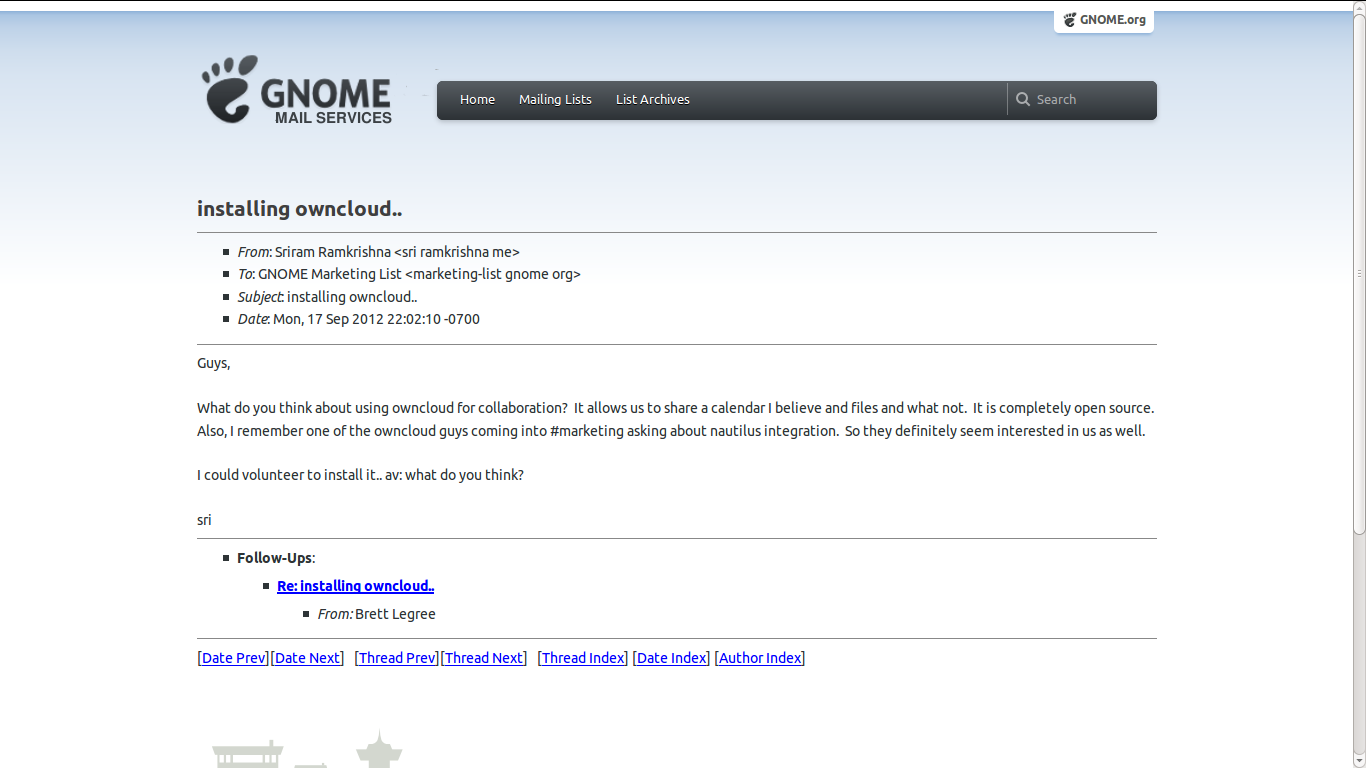 GNOME.org
GNOME
MAIL SERVICES
Home Mailing Lists List Archives Search
installing owncloud..
From: Sriram Ramkrishna <sri ramkrishna me>
To: GNOME Marketing List <marketing-list gnome org>
Subject: installing owncloud..
Date: Mon, 17 Sep 2012 22:02:10 -0700
Guys,
What do you think about using owncloud for collaboration?  It allows us to share a calendar I believe and files and what not.  It is completely open source.
Also, I remember one of the owncloud guys coming into #marketing asking about nautilus integration.  So they definitely seem interested in us as well.
I could volunteer to install it.. av: what do you think?
sri
Follow-Ups:
Re: installing owncloud..
From: Brett Legree
[Date Prev][Date Next]   [Thread Prev][Thread Next]   [Thread Index] [Date Index] [Author Index]